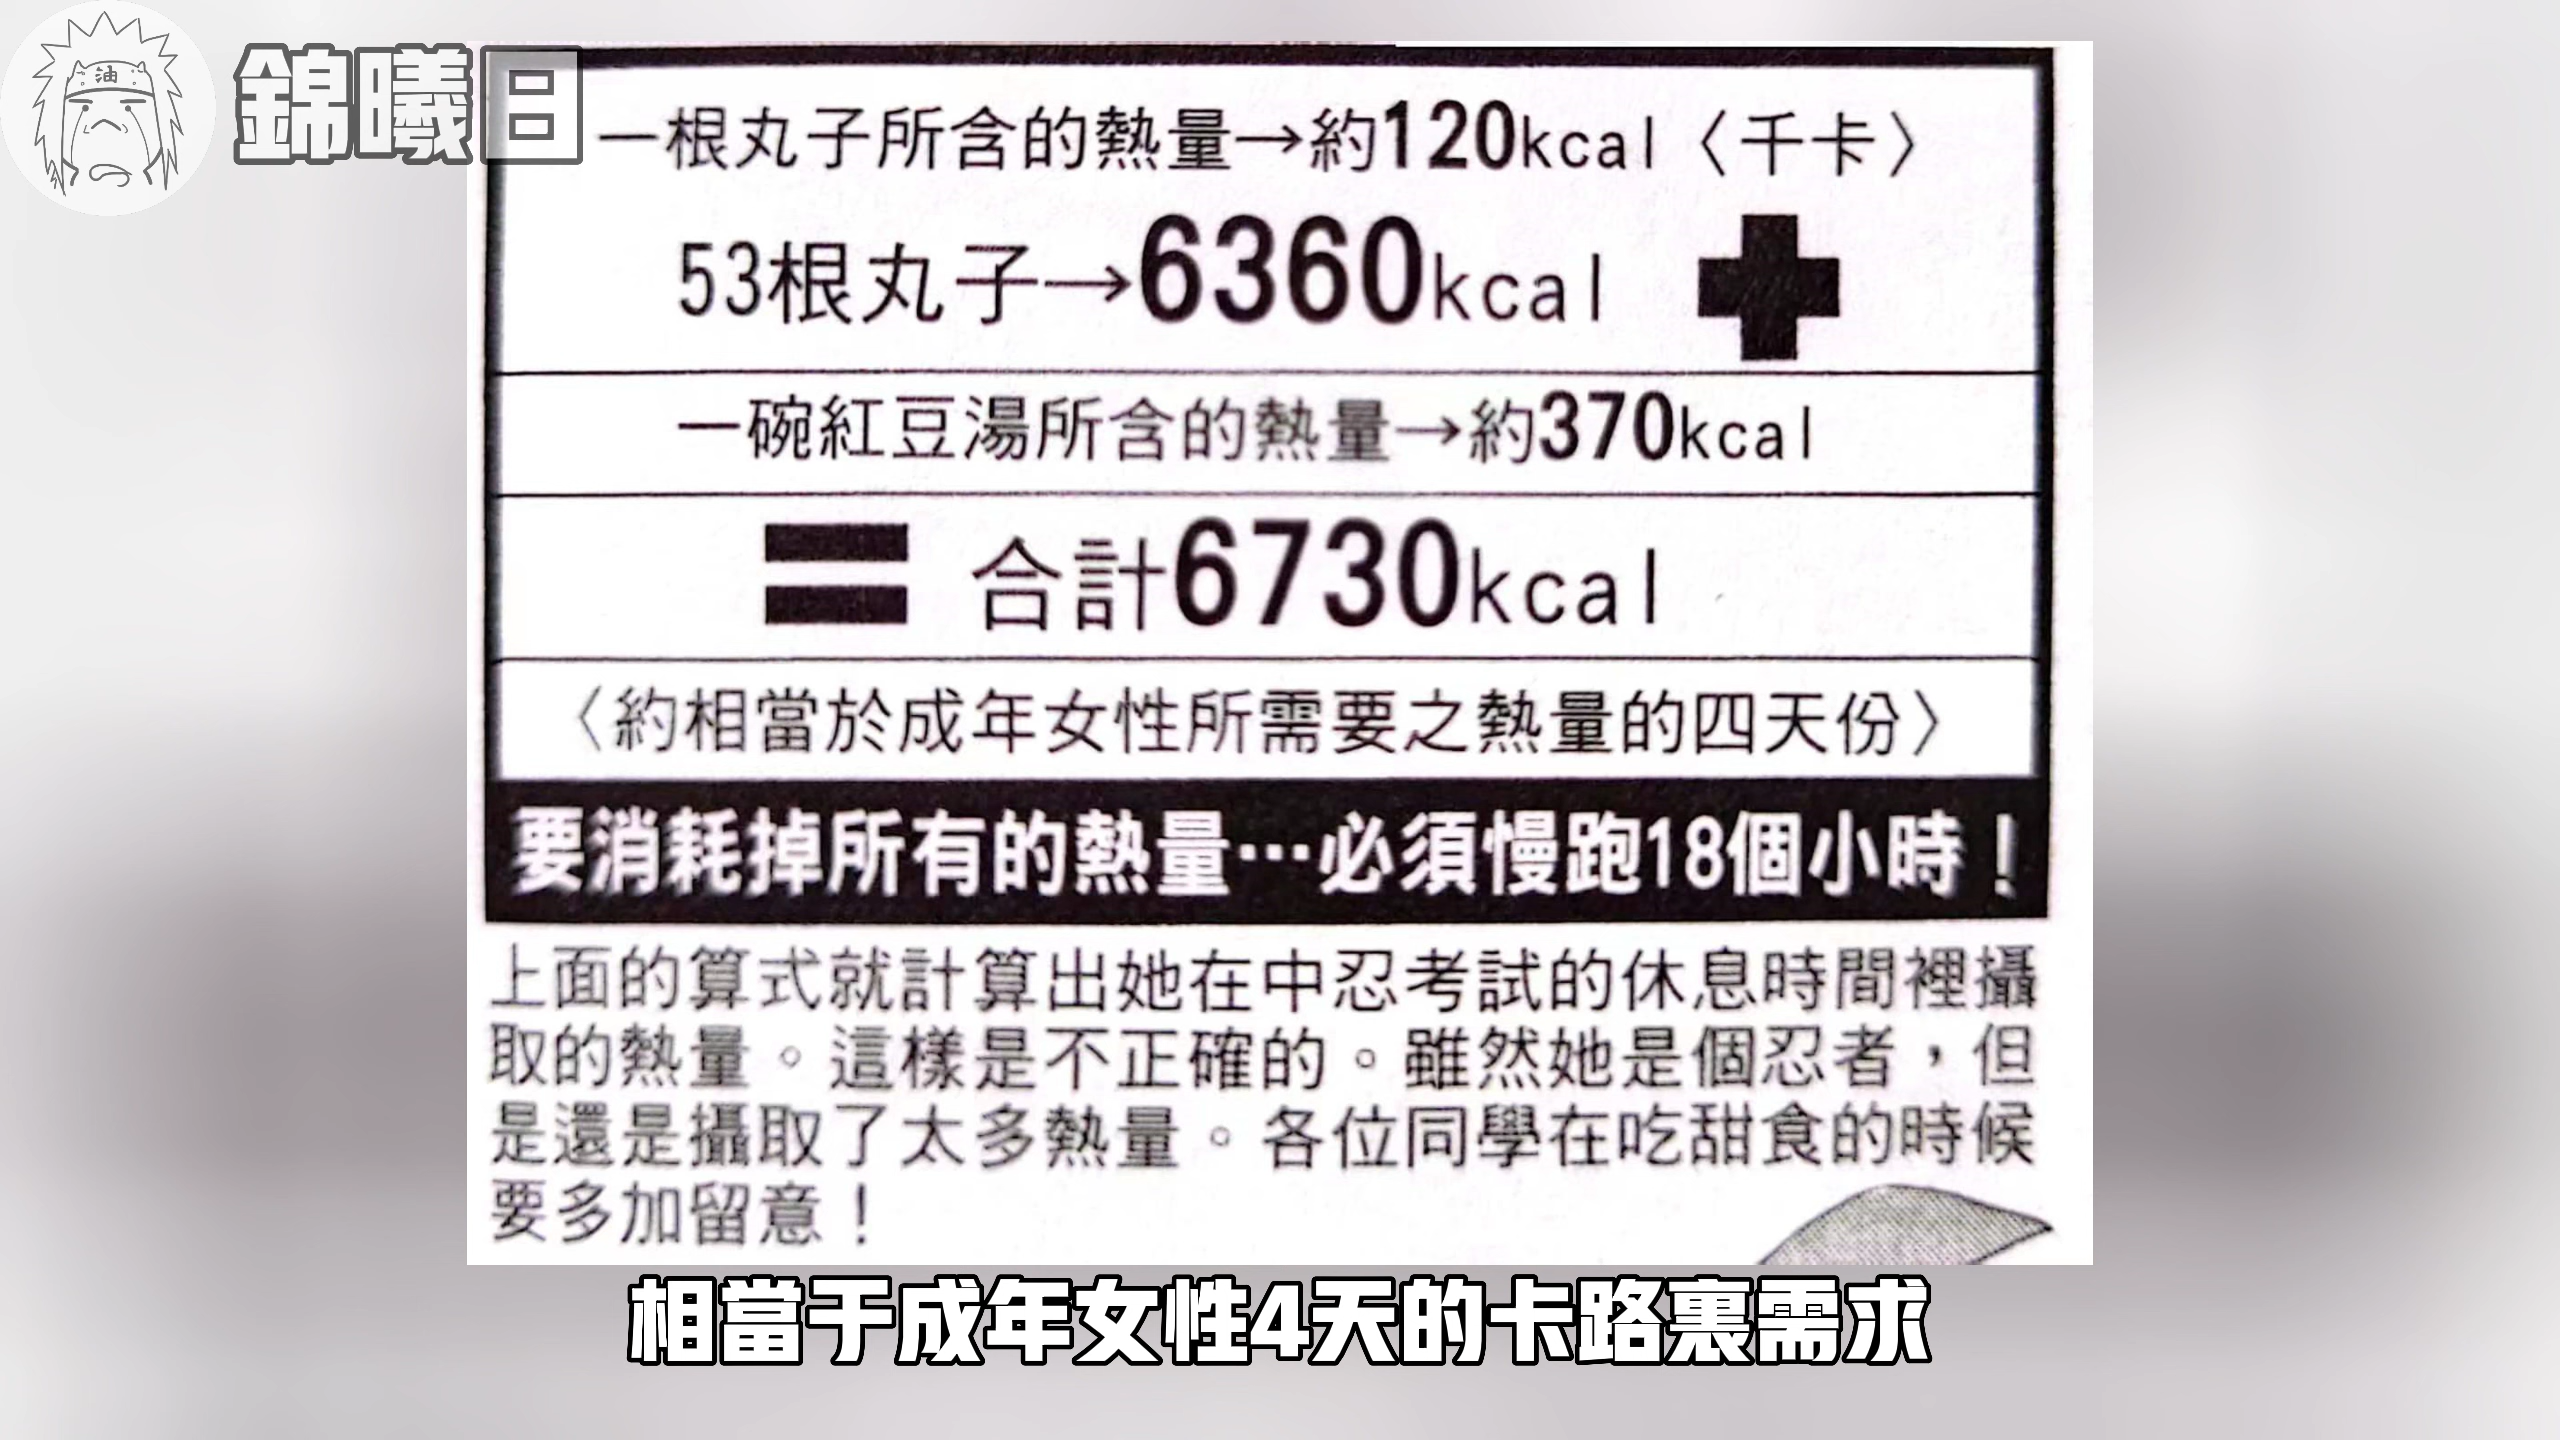 油
錦曦日
一根丸子所含的熱量→約120kcal〈千卡〉
53根丸子→6360kcal
一碗紅豆湯所含的熱量→約370kcal
合計6730kcal
〈約相當於成年女性所需要之熱量的四天份〉
要消耗掉所有的熱量…必須慢跑18個小時！
上面的算式就計算出她在中忍考試的休息時間裡攝
取的熱量。這樣是不正確的。雖然她是個忍者，但
是還是攝取了太多熱量。各位同學在吃甜食的時候
要多加留意！
相當于成年女性4天的卡路裏需求